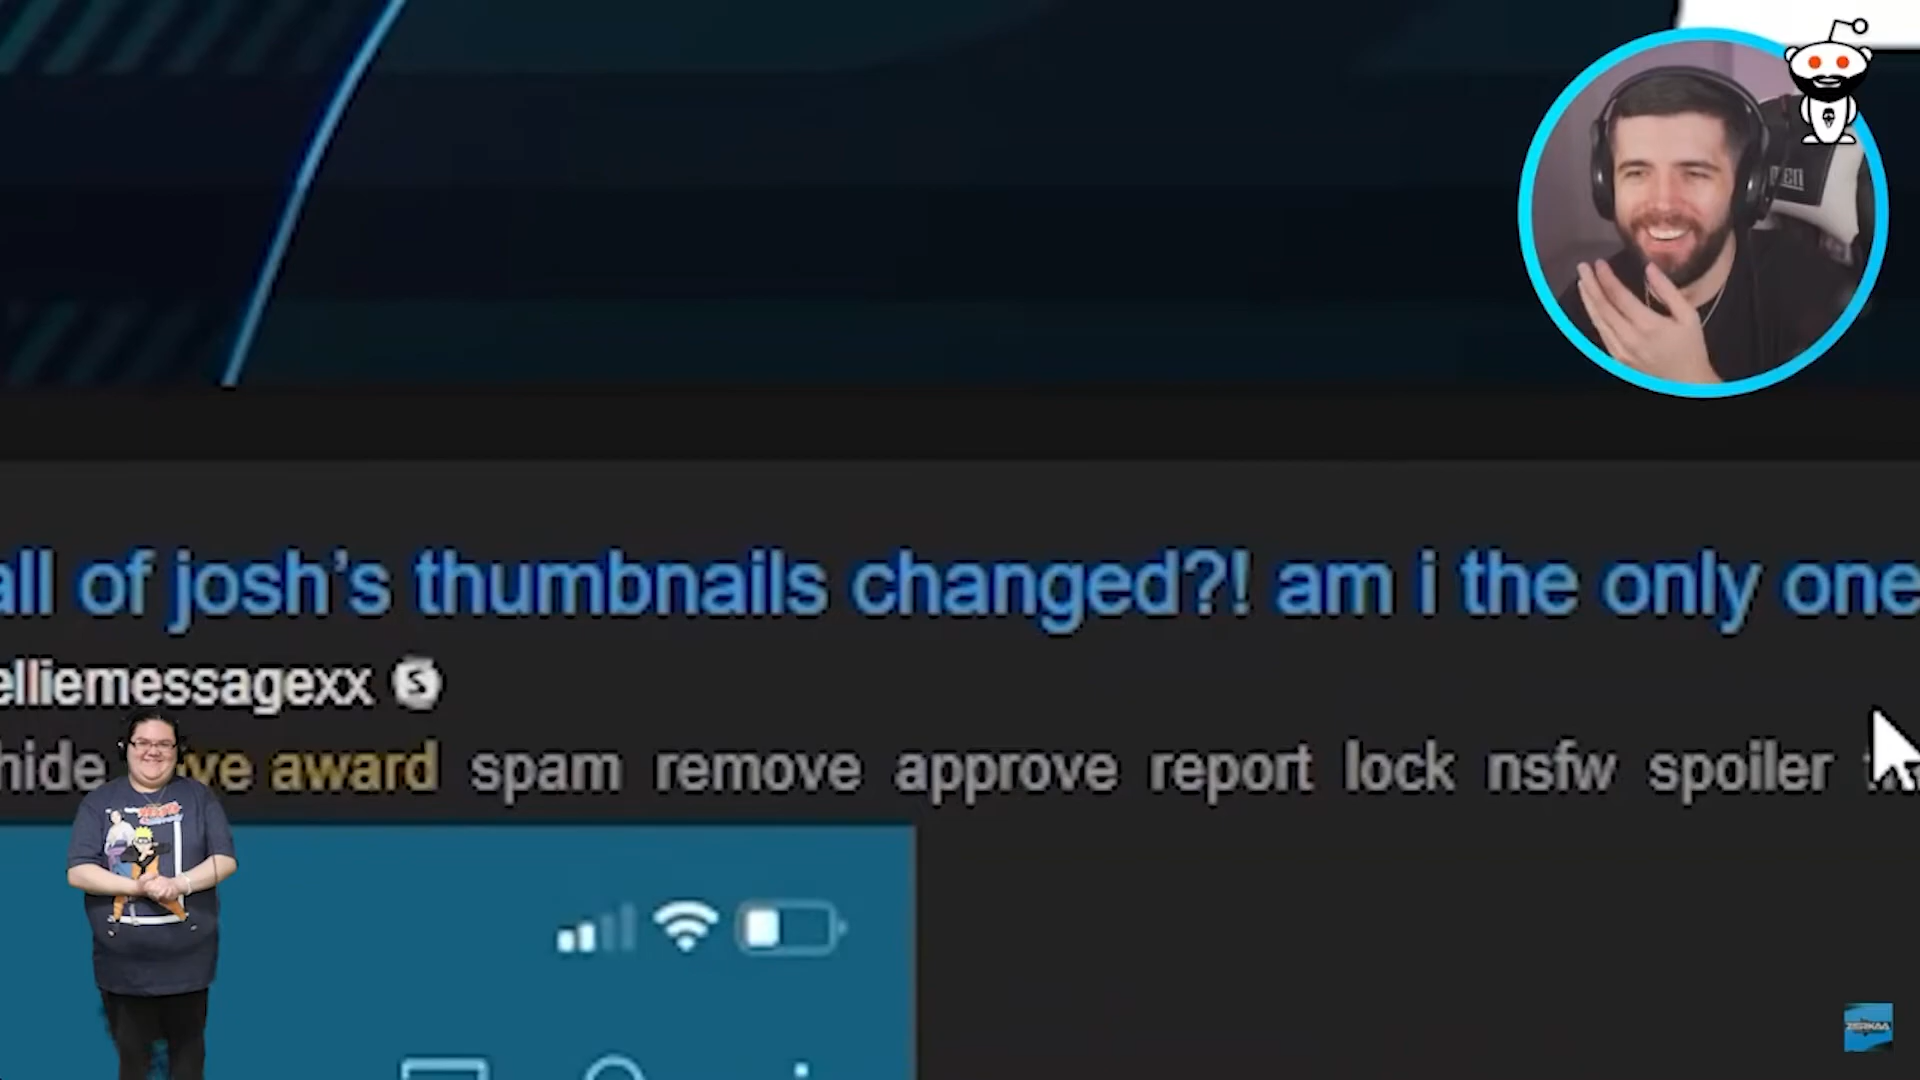 all of josh's thumbnails changed?! am i the only one
elliemessagexx
hide award spam remove approve report lock nsfw spoiler
ZERKAA